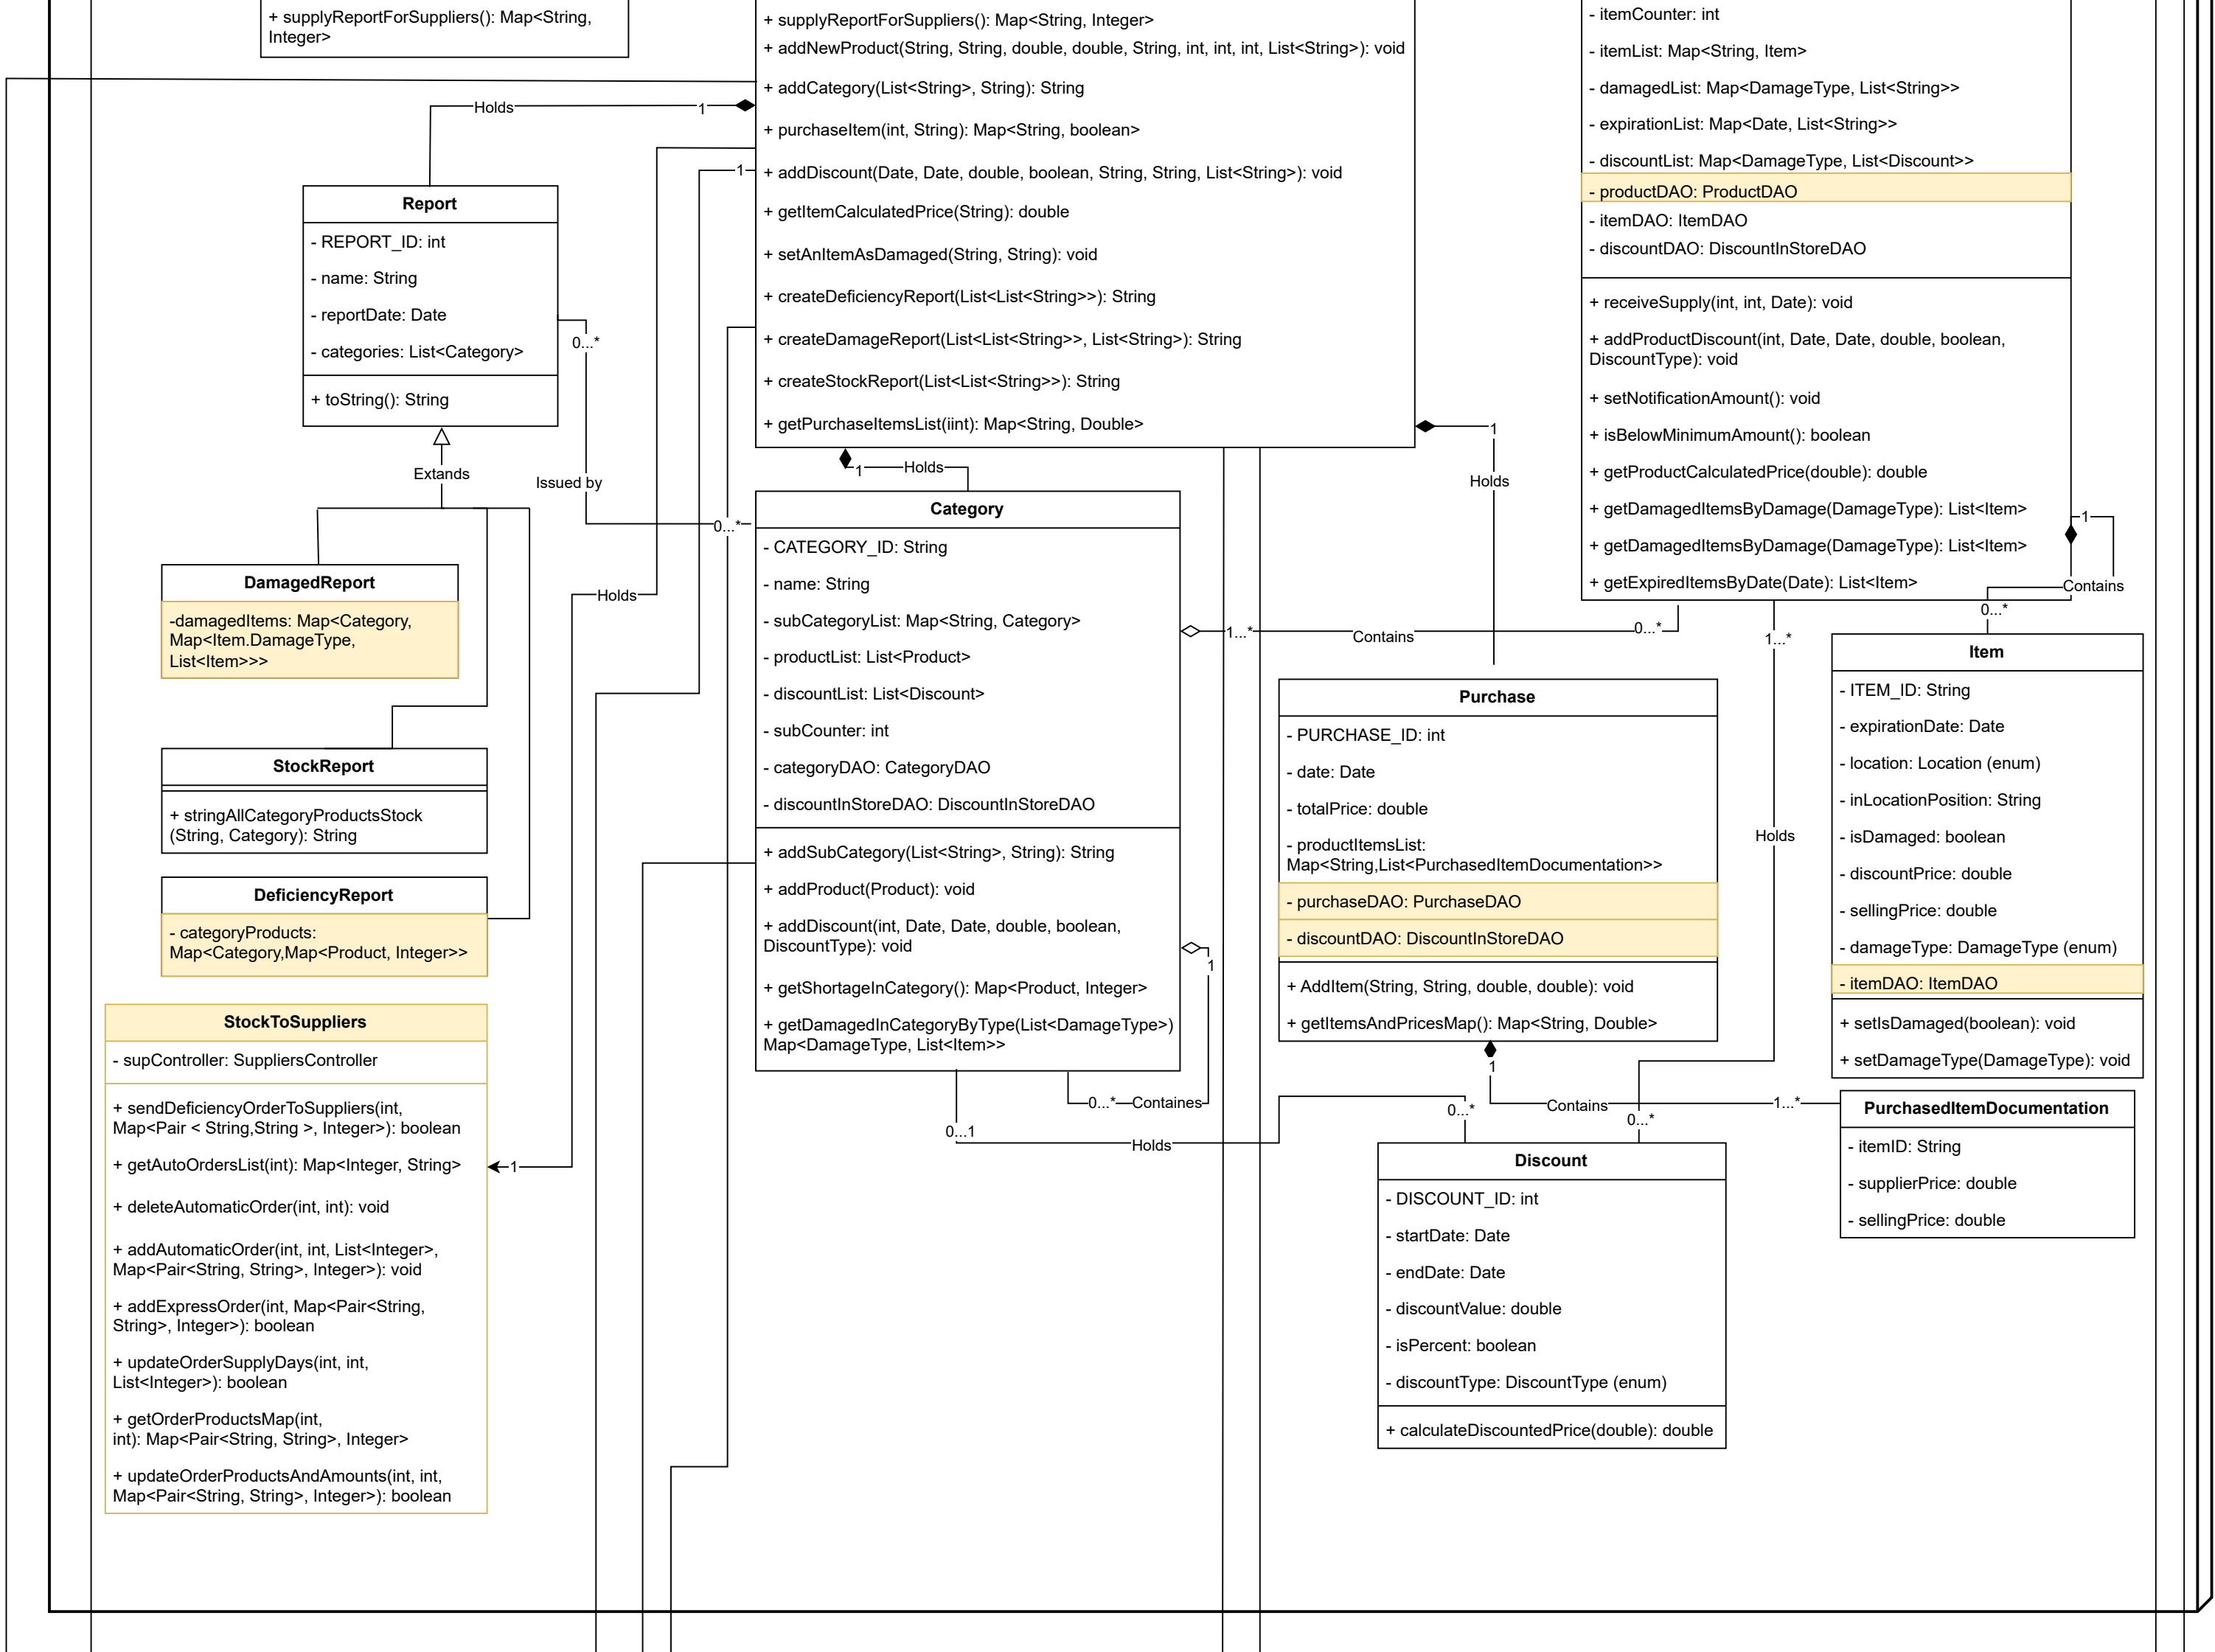 + supplyReportForSuppliers(): Map<String,
Integer>
+ supplyReportForSuppliers(): Map<String, Integer>
+ addNewProduct(String, String, double, double, String, int, int, int, List<String>): void
+ addCategory(List<String>, String): String
+ purchaseItem(int, String): Map<String, boolean>
+ addDiscount(Date, Date, double, boolean, String, String, List<String>): void
+ getItemCalculatedPrice(String): double
+ setAnItemAsDamaged(String, String): void
+ createDeficiencyReport(List<List<String>>): String
+ createDamageReport(List<List<String>>, List<String>): String
+ createStockReport(List<List<String>>): String
+ getPurchaseItemsList(iint): Map<String, Double>
- itemCounter: int
- itemList: Map<String, Item>
- damagedList: Map<DamageType, List<String>>
- expirationList: Map<Date, List<String>>
- discountList: Map<DamageType, List<Discount>>
- productDAO: ProductDAO
- itemDAO: ItemDAO
- discountDAO: DiscountInStoreDAO
+ receiveSupply(int, int, Date): void
+ addProductDiscount(int, Date, Date, double, boolean,
DiscountType): void
+ setNotificationAmount(): void
+ isBelowMinimumAmount(): boolean
+ getProductCalculatedPrice(double): double
+ getDamagedItemsByDamage(DamageType): List<Item>
+ getDamagedItemsByDamage(DamageType): List<Item>
+ getExpiredItemsByDate(Date): List<Item>
Holds
1
1
Report
- REPORT_ID: int
- name: String
- reportDate: Date
- categories: List<Category>
+ toString(): String
0...*
Issued by
0...*
Extands
1
Holds
1
Holds
1
Contains
0...*
Holds
DamagedReport
-damagedItems: Map<Category,
Map<Item.DamageType,
List<Item>>>
StockReport
+ stringAllCategoryProductsStock
(String, Category): String
DeficiencyReport
- categoryProducts:
Map<Category,Map<Product, Integer>>
StockToSuppliers
- supController: SuppliersController
+ sendDeficiencyOrderToSuppliers(int,
Map<Pair < String,String >, Integer>): boolean
+ getAutoOrdersList(int): Map<Integer, String>
+ deleteAutomaticOrder(int, int): void
+ addAutomaticOrder(int, int, List<Integer>,
Map<Pair<String, String>, Integer>): void
+ addExpressOrder(int, Map<Pair<String,
String>, Integer>): boolean
+ updateOrderSupplyDays(int, int,
List<Integer>): boolean
+ getOrderProductsMap(int,
int): Map<Pair<String, String>, Integer>
+ updateOrderProductsAndAmounts(int, int,
Map<Pair<String, String>, Integer>): boolean
1
Category
- CATEGORY_ID: String
- name: String
- subCategoryList: Map<String, Category>
- productList: List<Product>
- discountList: List<Discount>
- subCounter: int
- categoryDAO: CategoryDAO
- discountInStoreDAO: DiscountInStoreDAO
+ addSubCategory(List<String>, String): String
+ addProduct(Product): void
+ addDiscount(int, Date, Date, double, boolean,
DiscountType): void
+ getShortageInCategory(): Map<Product, Integer>
+ getDamagedInCategoryByType(List<DamageType>)
Map<DamageType, List<Item>>
1...*
Contains
0...*
1...*
Holds
0...*
1
0...*
Containes
0...1
Holds
0...*
Purchase
- PURCHASE_ID: int
- date: Date
- totalPrice: double
- productItemsList:
Map<String,List<PurchasedItemDocumentation>>
- purchaseDAO: PurchaseDAO
- discountDAO: DiscountInStoreDAO
+ AddItem(String, String, double, double): void
+ getItemsAndPricesMap(): Map<String, Double>
1
Contains
1...*
Item
- ITEM_ID: String
- expirationDate: Date
- location: Location (enum)
- inLocationPosition: String
- isDamaged: boolean
- discountPrice: double
- sellingPrice: double
- damageType: DamageType (enum)
- itemDAO: ItemDAO
+ setIsDamaged(boolean): void
+ setDamageType(DamageType): void
PurchasedItemDocumentation
- itemID: String
- supplierPrice: double
- sellingPrice: double
Discount
- DISCOUNT_ID: int
- startDate: Date
- endDate: Date
- discountValue: double
- isPercent: boolean
- discountType: DiscountType (enum)
+ calculateDiscountedPrice(double): double